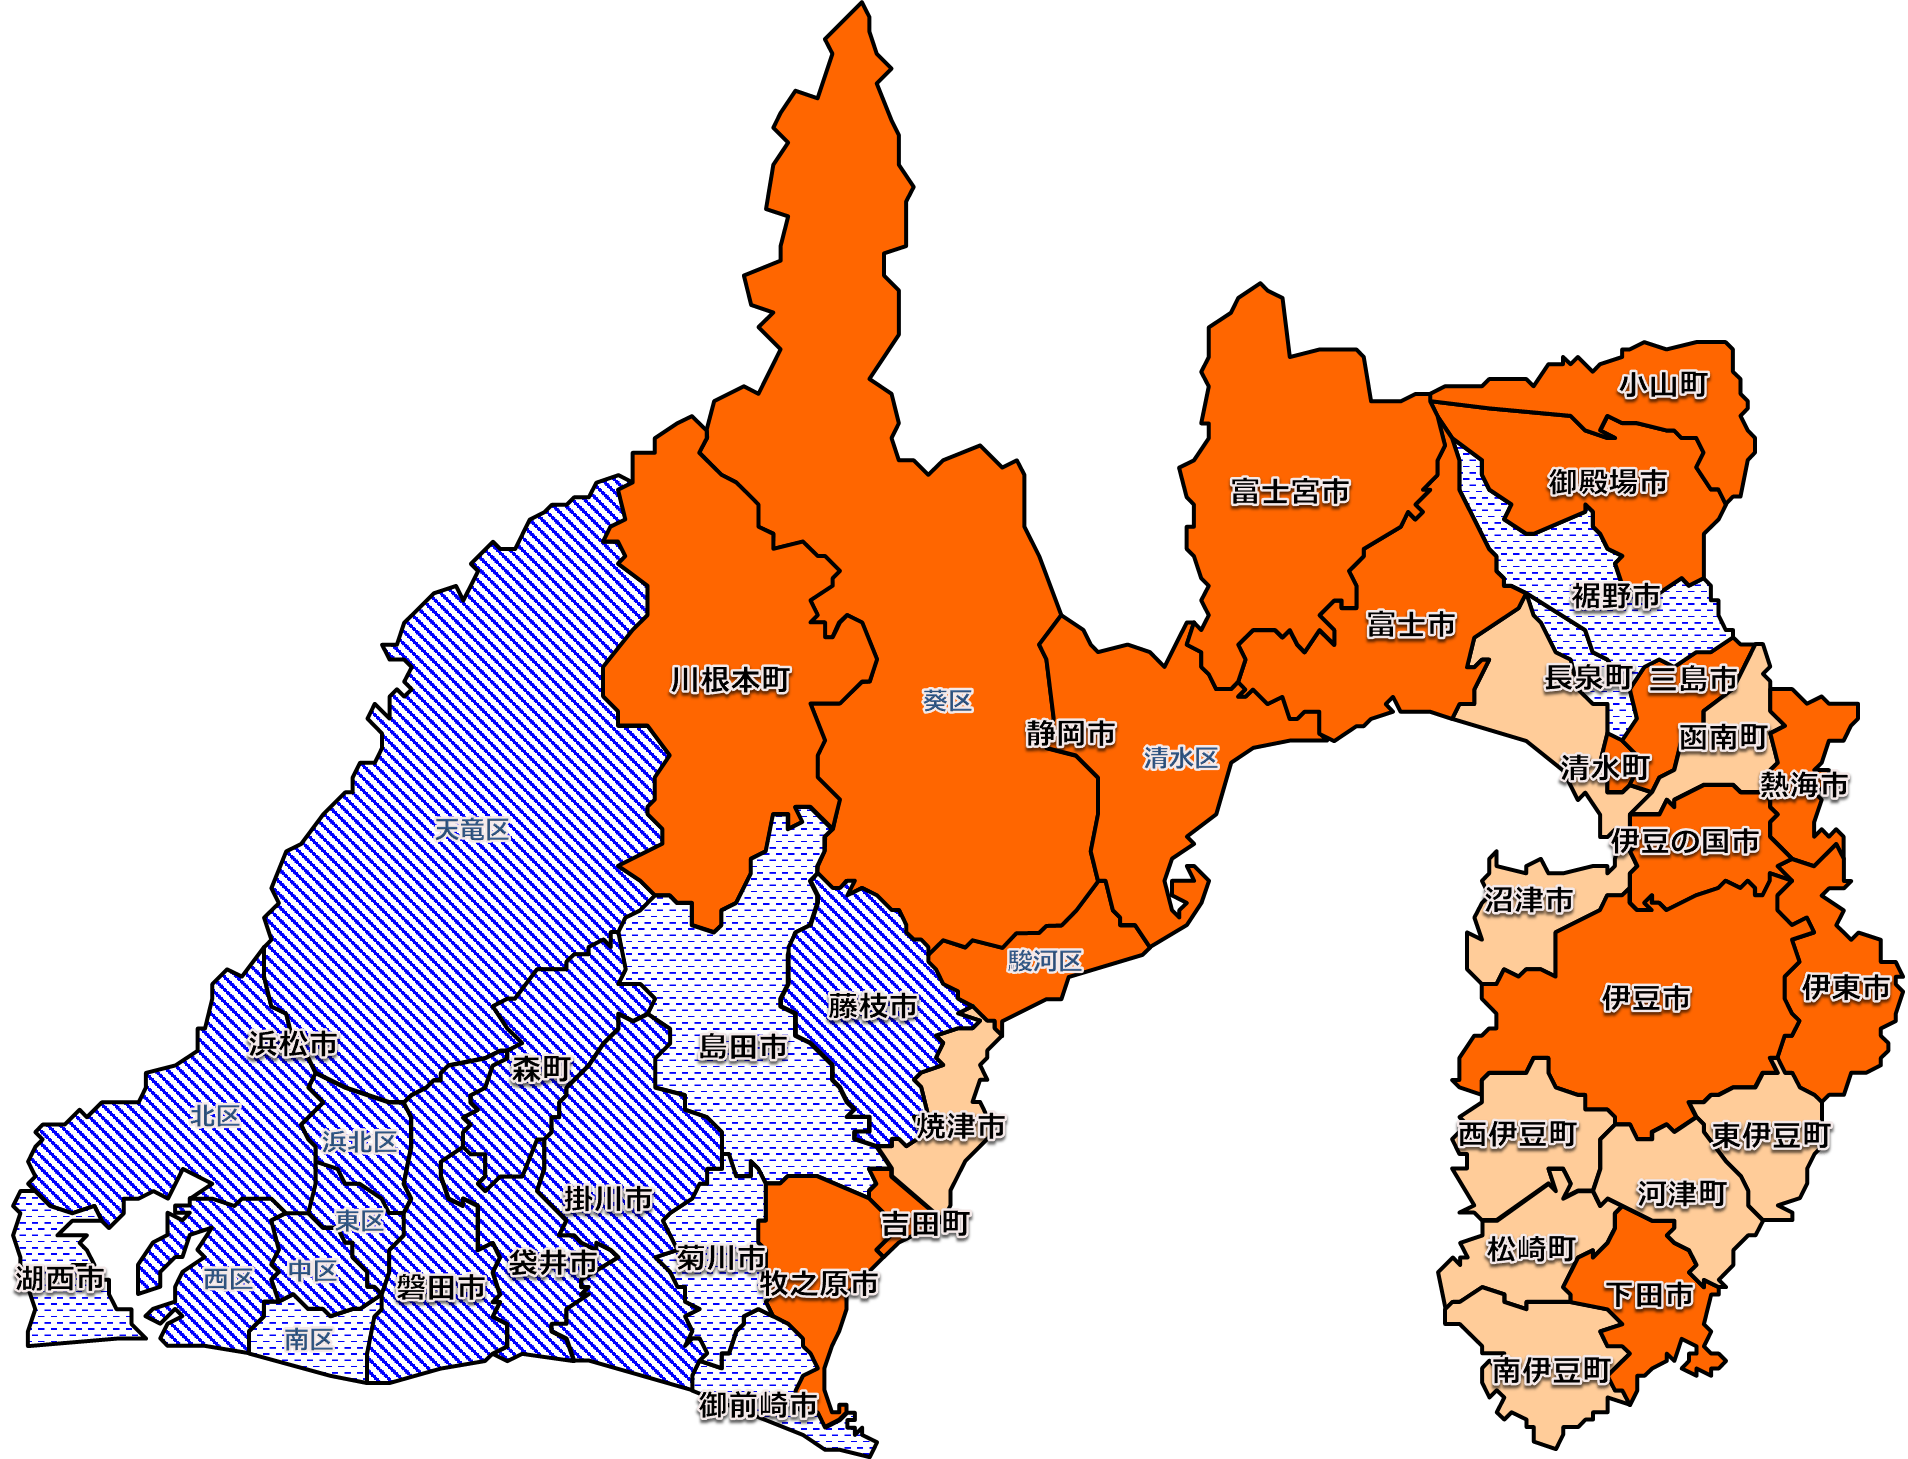 小山町
御殿場市
富士宮市
裾野市
富士市
長泉町
三島市
川根本町
葵区
静岡市
函南町
清水区
清水町
熱海市
天竜区
伊豆の国市
沼津市
駿河区
伊豆市
伊東市
藤枝市
浜松市
島田市
森町
北区
焼津市
浜北区
西伊豆町
東伊豆町
掛川市
河津町
東区
吉田町
菊川市
袋井市
松崎町
湖西市
西区
中区
磐田市
牧之原市
下田市
南区
南伊豆町
御前崎市